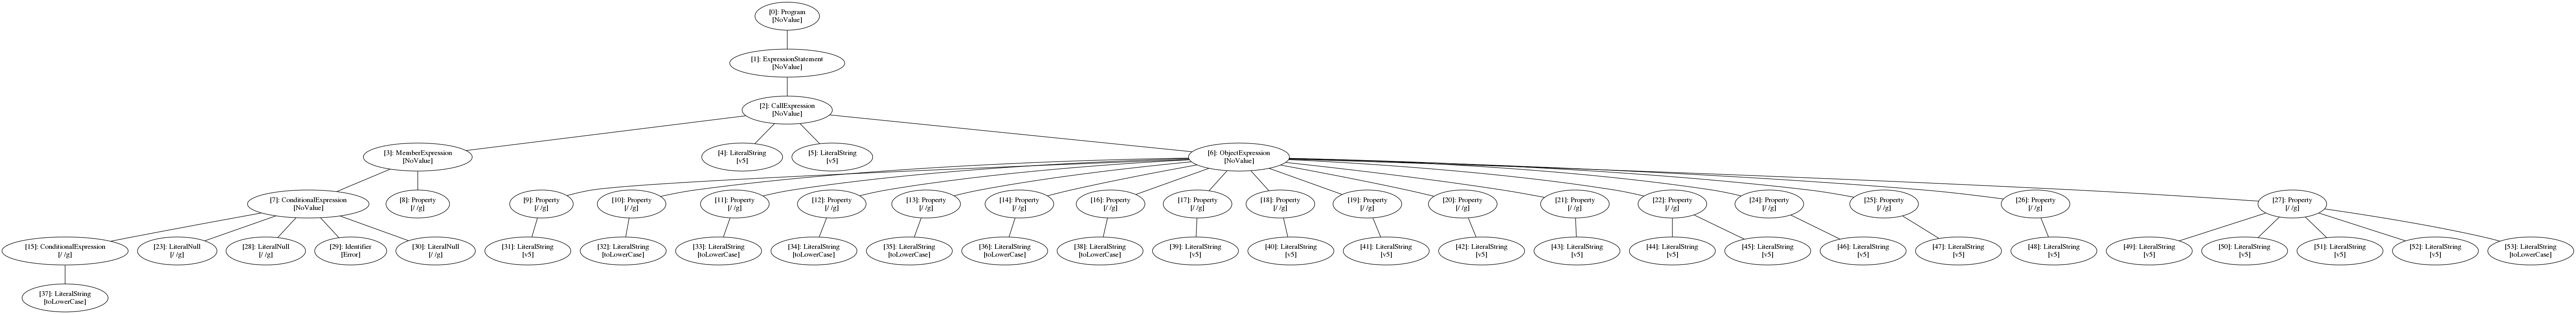 [0]: Program
[NoValue]
[1]: ExpressionStatement
[NoValue]
[2]: CallExpression
[NoValue]
[3]: MemberExpression
[NoValue]
[4]: LiteralString
[v5]
[5]: LiteralString
[v5]
[6]: ObjectExpression
[NoValue]
[7]: ConditionalExpression
[NoValue]
[8]: Property
[/ /g]
[9]: Property
[/ /g]
[10]: Property
[/ /g]
[11]: Property
[/ /g]
[12]: Property
[/ /g]
[13]: Property
[/ /g]
[14]: Property
[/ /g]
[16]: Property
[/ /g]
[17]: Property
[/ /g]
[18]: Property
[/ /g]
[19]: Property
[/ /g]
[20]: Property
[/ /g]
[21]: Property
[/ /g]
[22]: Property
[/ /g]
[24]: Property
[/ /g]
[25]: Property
[/ /g]
[26]: Property
[/ /g]
[27]: Property
[/ /g]
[15]: ConditionalExpression
[/ /g]
[23]: LiteralNull
[/ /g]
[28]: LiteralNull
[/ /g]
[29]: Identifier
[Error]
[30]: LiteralNull
[/ /g]
[31]: LiteralString
[v5]
[32]: LiteralString
[toLowerCase]
[33]: LiteralString
[toLowerCase]
[34]: LiteralString
[toLowerCase]
[35]: LiteralString
[toLowerCase]
[36]: LiteralString
[toLowerCase]
[38]: LiteralString
[toLowerCase]
[39]: LiteralString
[v5]
[40]: LiteralString
[v5]
[41]: LiteralString
[v5]
[42]: LiteralString
[v5]
[43]: LiteralString
[v5]
[44]: LiteralString
[v5]
[45]: LiteralString
[v5]
[46]: LiteralString
[v5]
[47]: LiteralString
[v5]
[48]: LiteralString
[v5]
[49]: LiteralString
[v5]
[50]: LiteralString
[v5]
[51]: LiteralString
[v5]
[52]: LiteralString
[v5]
[53]: LiteralString
[toLowerCase]
[37]: LiteralString
[toLowerCase]